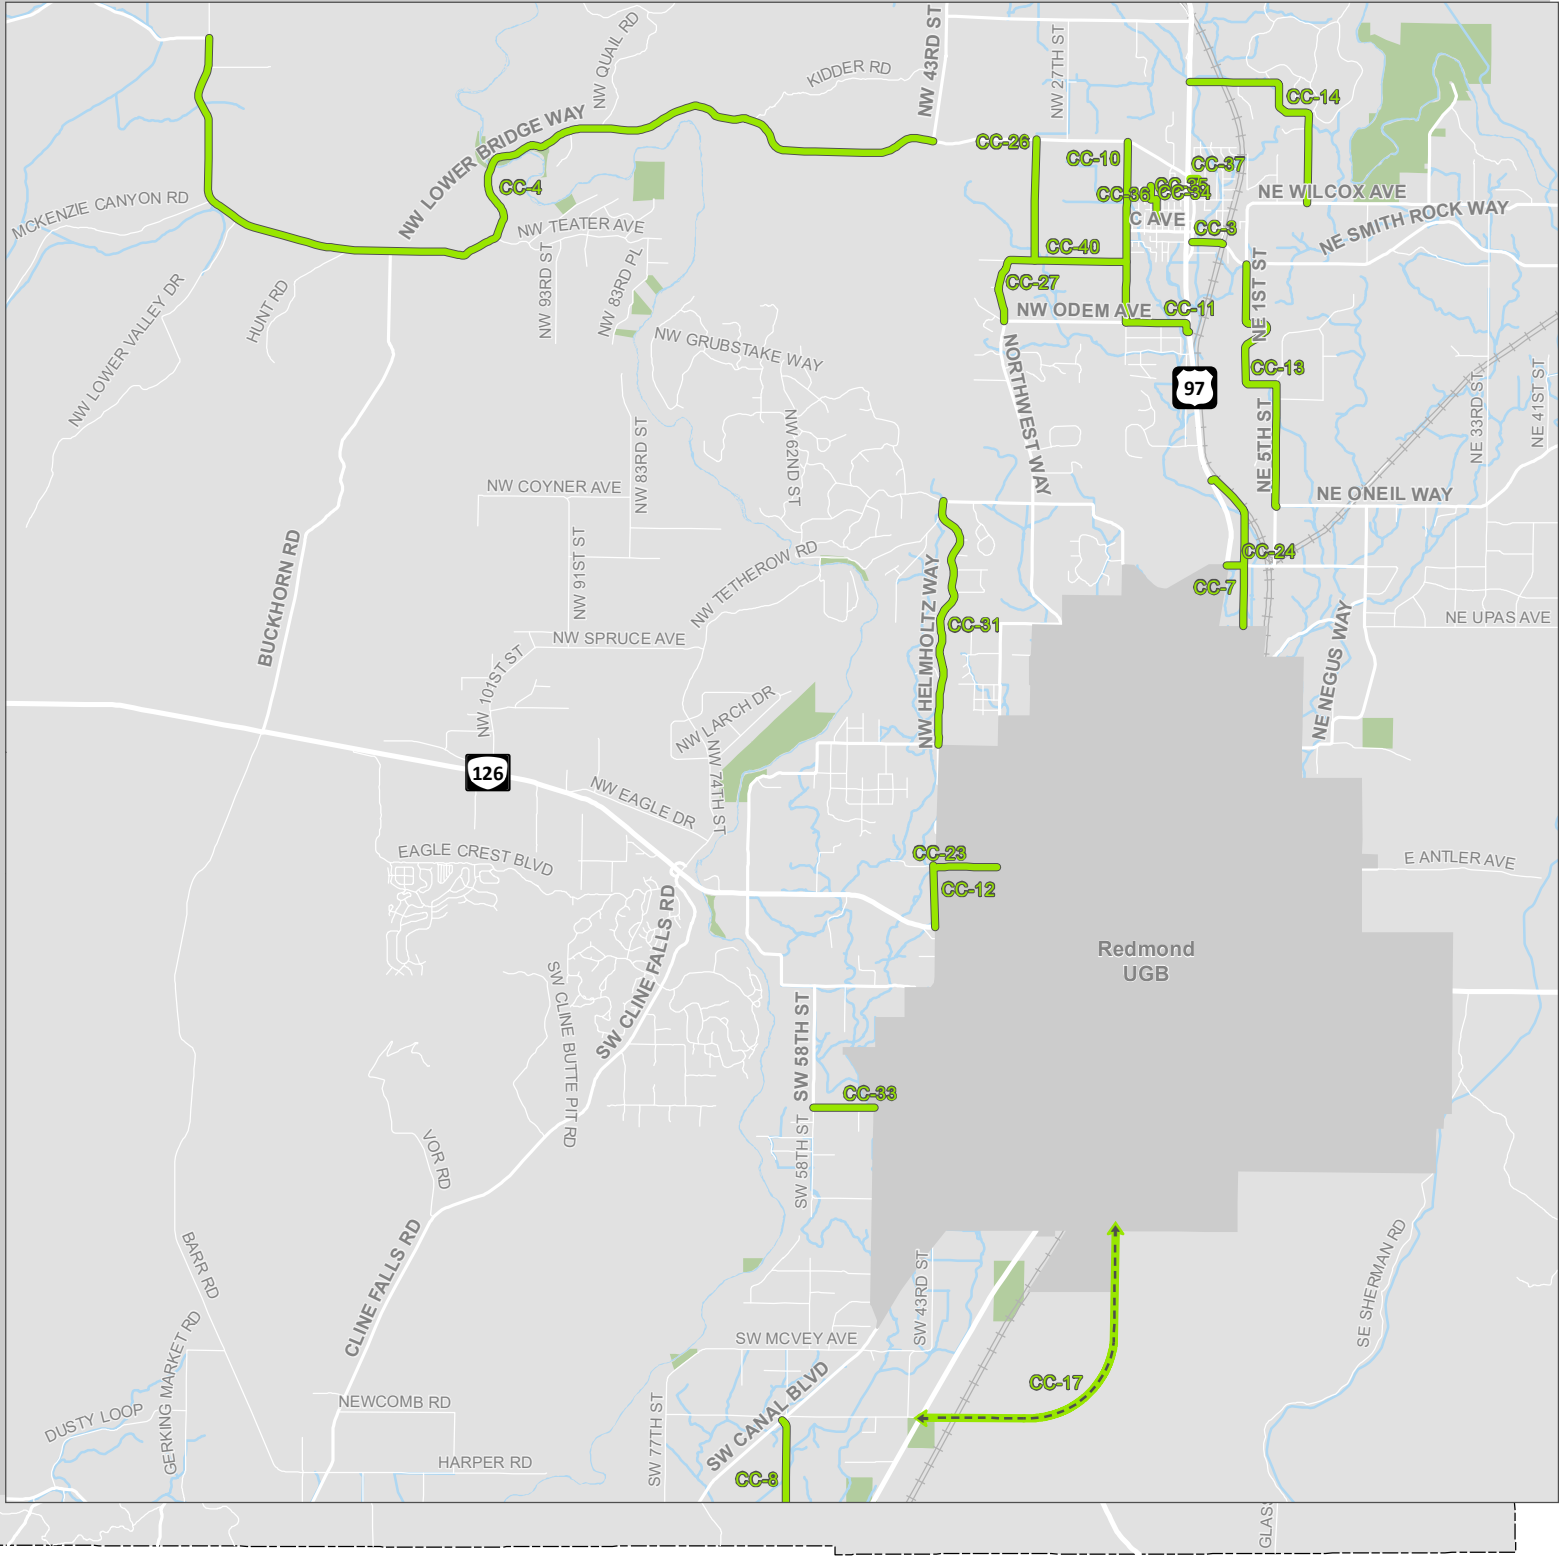 NW QUAIL RD
KIDDER RD
NW 43RD ST
NW 27TH ST
CC-14
NW LOWER BRIDGE WAY
CC-26
CC-10
CC-37
CC-4
CC-36
CC-34
NE WILCOX AVE
MCKENZIE CANYON RD
NW TEATER AVE
C AVE
CC-3
NE SMITH ROCK WAY
NW 93RD ST
NW 83RD PL
CC-40
CC-27
NE 1ST ST
NW LOWER VALLEY DR
HUNT RD
NW ODEM AVE
CC-11
NW GRUBSTAKE WAY
NORTHWEST WAY
97
CC-13
NW 62ND ST
NW 83RD ST
NE 5TH ST
NE 33RD ST
NE 41ST ST
NW COYNER AVE
NE ONEIL WAY
BUCKHORN RD
NW 91ST ST
NW TETHEROW RD
NW HELMHOLTZ WAY
CC-24
CC-7
CC-31
NW SPRUCE AVE
NW 101ST ST
NE NEGUS WAY
NE UPAS AVE
NW LARCH DR
NW 74TH ST
126
NW EAGLE DR
EAGLE CREST BLVD
CC-23
CC-12
E ANTLER AVE
SW CLINE FALLS RD
Redmond
UGB
SW CLINE BUTTE PIT RD
SW 58TH ST
CC-33
SW 58TH ST
VOR RD
BARR RD
CLINE FALLS RD
SW 43RD ST
SE SHERMAN RD
SW MCVEY AVE
CC-17
GERKING MARKET RD
DUSTY LOOP
NEWCOMB RD
SW 77TH ST
SW CANAL BLVD
HARPER RD
CC-8
GLAS